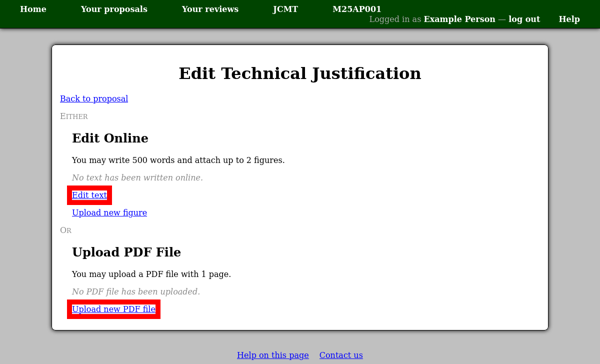 Home Your proposals Your reviews JCMT M25AP001
Logged in as Example Person — log out Help
Edit Technical Justification
Back to proposal
EITHER
Edit Online
You may write 500 words and attach up to 2 figures.
No text has been written online.
Edit text
Upload new figure
OR
Upload PDF File
You may upload a PDF file with 1 page.
No PDF file has been uploaded.
Upload new PDF file
Help on this page Contact us